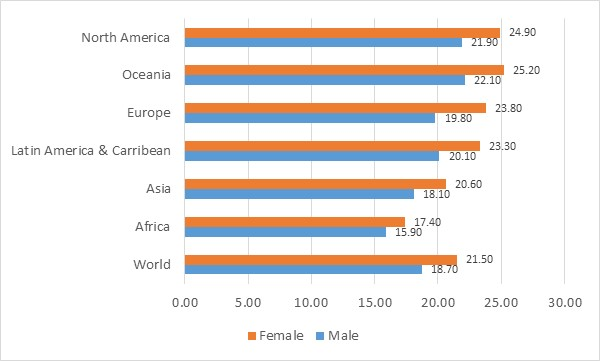 North America
24.90
21.90
Oceania
25.20
22.10
Europe
23.80
19.80
Latin America & Carribean
23.30
20.10
Asia
20.60
18.10
Africa
17.40
15.90
World
21.50
18.70
0.00 5.00 10.00 15.00 20.00 25.00 30.00
Female Male